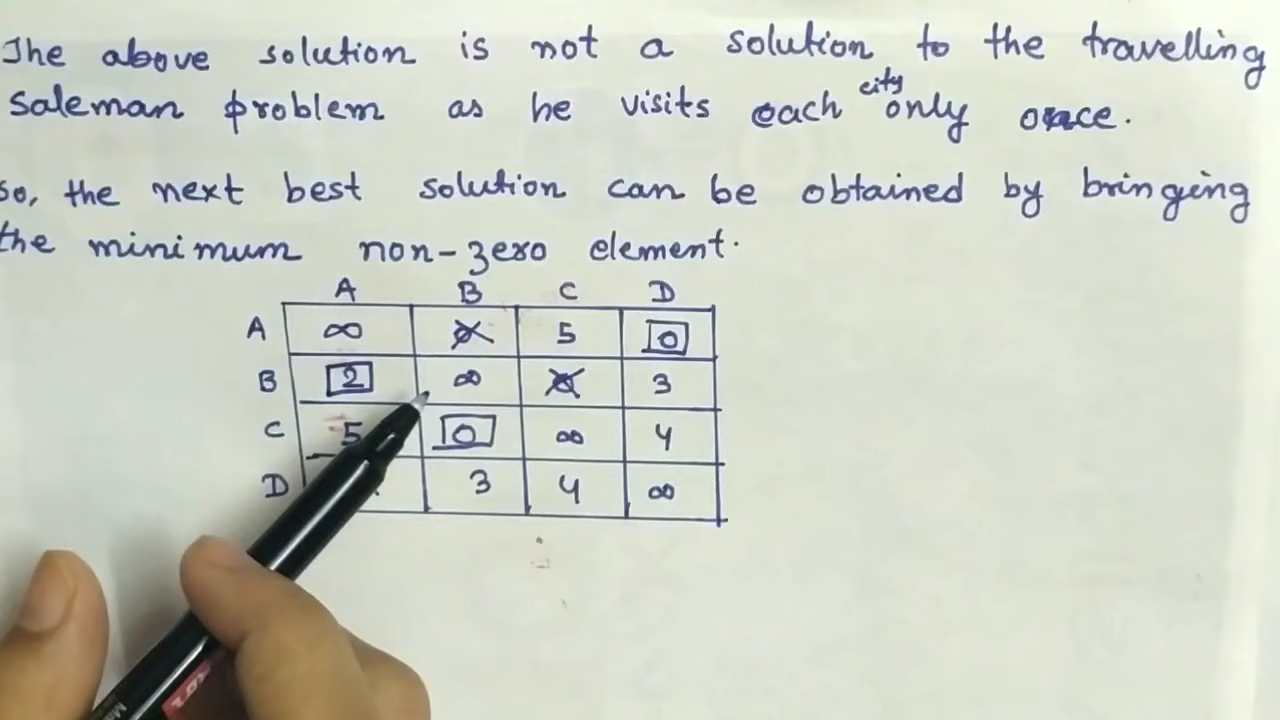 The above solution is not a solution to the travelling
saleman problem as he visits each city only once.
So, the next best solution can be obtained by bringing
the minimum non-zero element.
A B C D
A ∞ 0 5 0
B 2 ∞ 0 3
C 5 0 ∞ 4
D 3 4 ∞